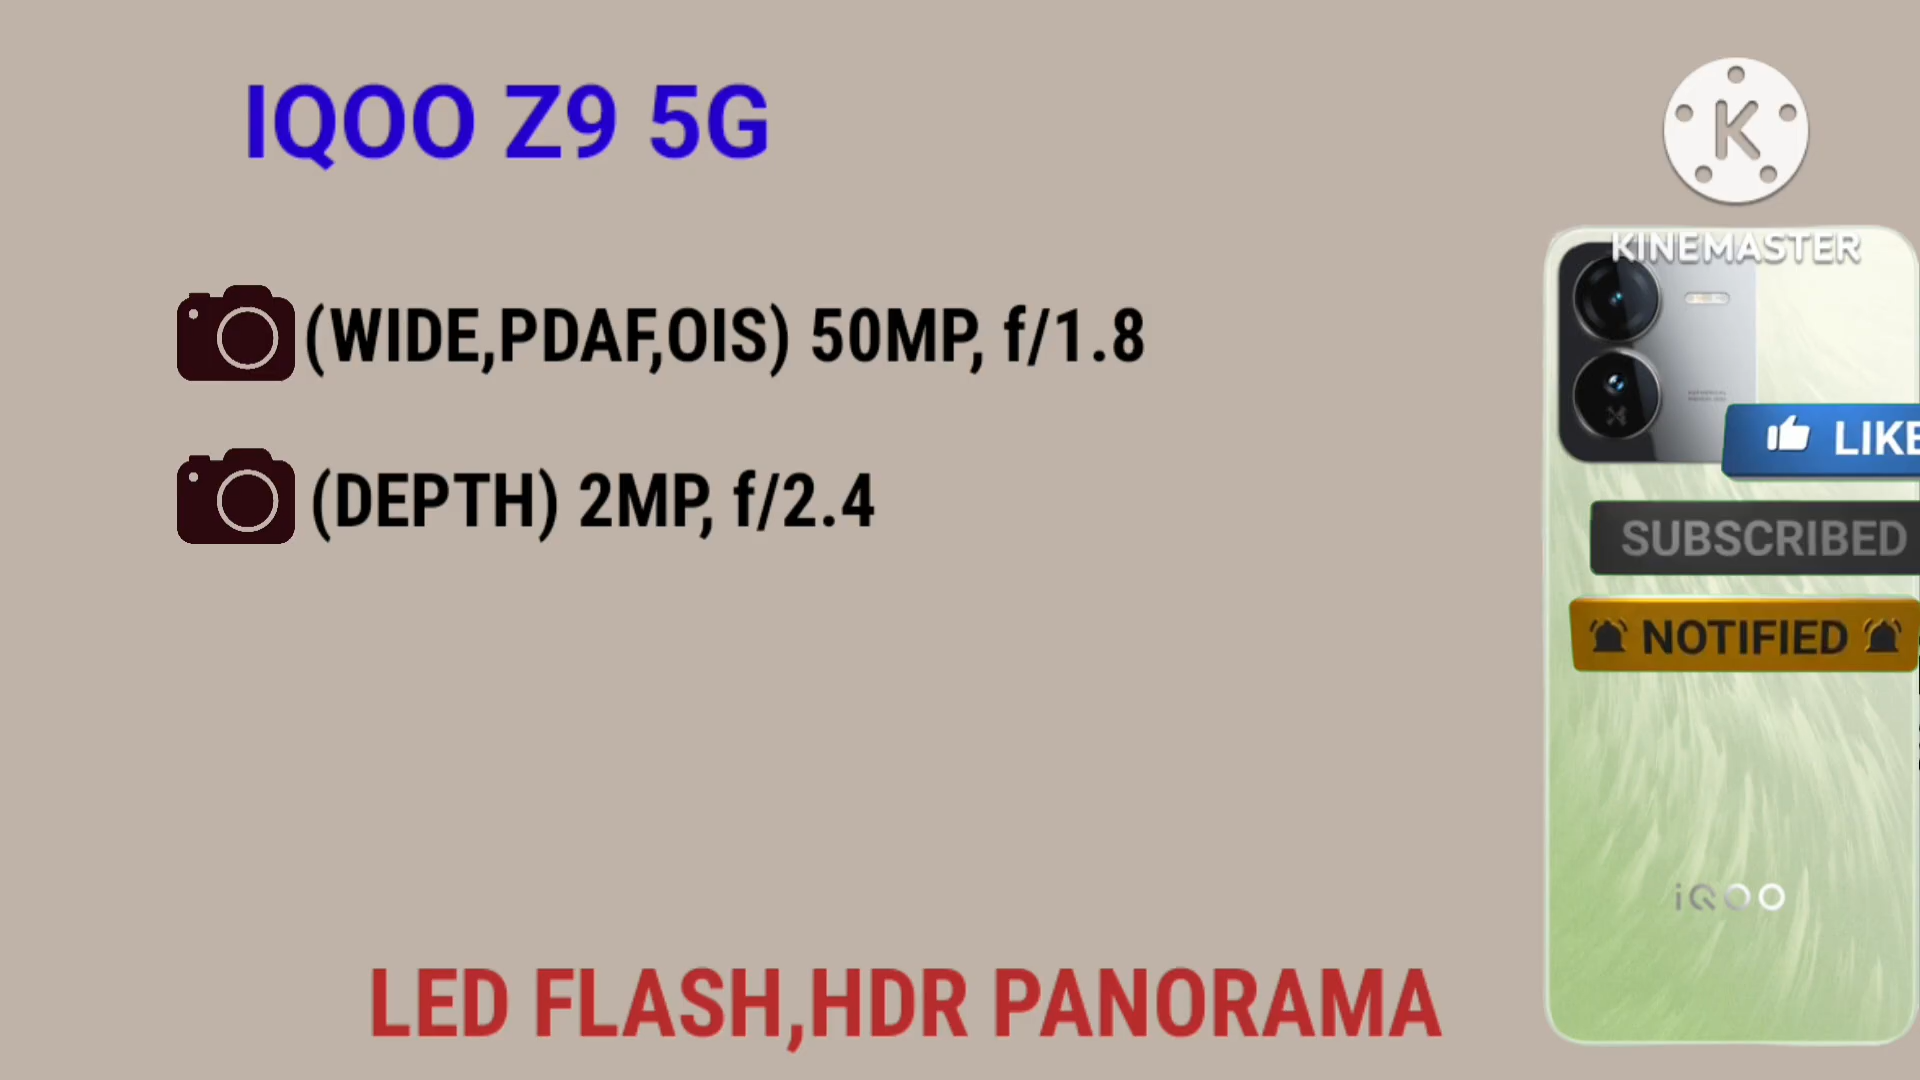 IQOO Z9 5G
K
KINEMASTER
(WIDE,PDAF,OIS) 50MP, f/1.8
LIKE
(DEPTH) 2MP, f/2.4
SUBSCRIBED
NOTIFIED
iQOO
LED FLASH,HDR PANORAMA